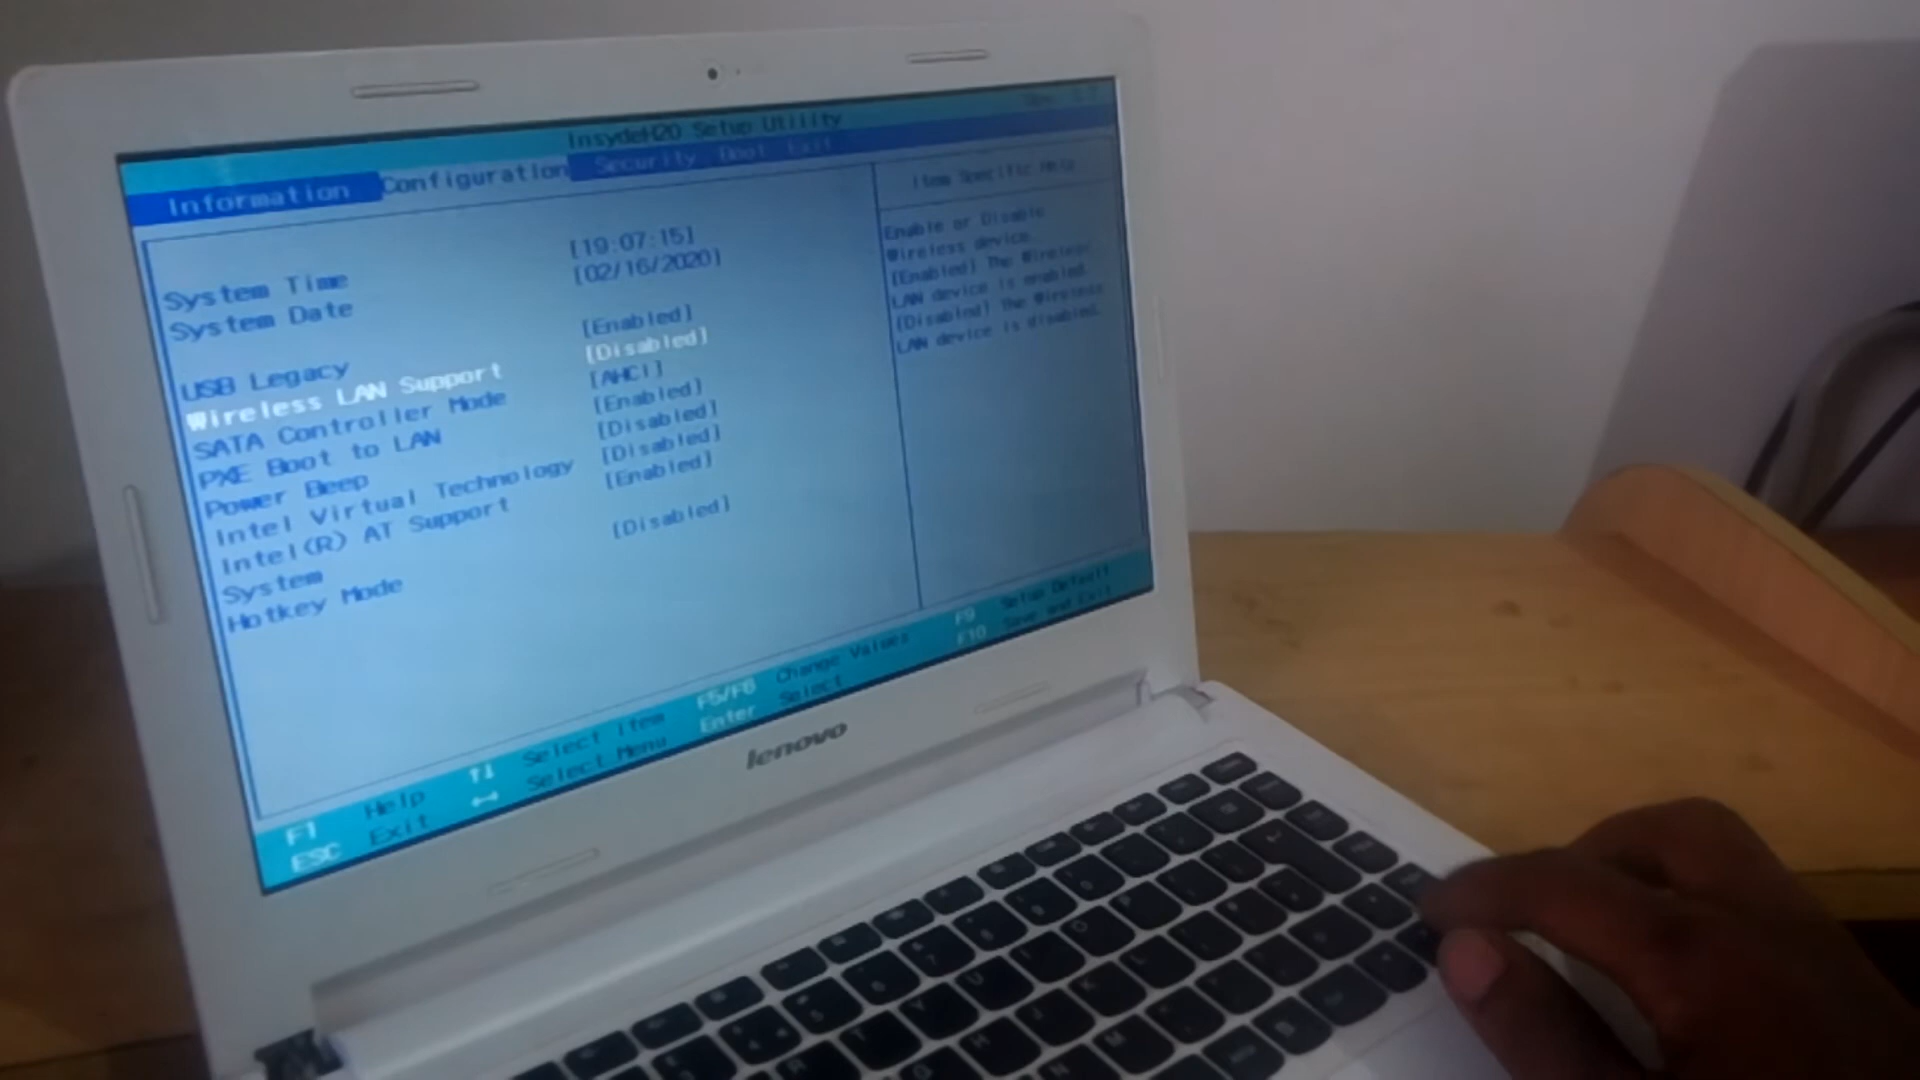 InsydeH2O Setup Utility
Information Configuration Security Boot Exit
System Time [19:07:15]
System Date [02/16/2020]
USB Legacy [Enabled]
Wireless LAN Support [Disabled]
SATA Controller Mode [AHCI]
PXE Boot to LAN [Enabled]
Power Beep [Disabled]
Intel Virtual Technology [Disabled]
Intel(R) AT Support [Enabled]
System
Hotkey Mode [Disabled]
Item Specific Help
Enable or Disable
Wireless device.
[Enabled] The Wireless
LAN device is enabled.
[Disabled] The Wireless
LAN device is disabled.
F1 Help ↑↓ Select Item F5/F6 Change Values F9 Setup Default
ESC Exit ↔ Select Menu Enter Select F10 Save and Exit
lenovo